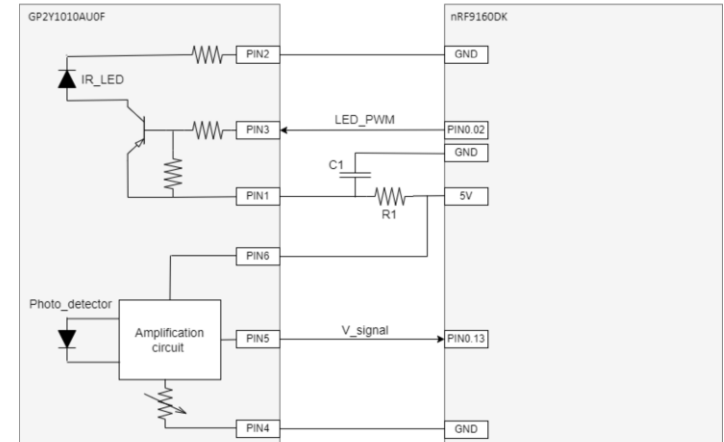 GP2Y1010AU0F
nRF9160DK
PIN2
GND
IR_LED
LED_PWM
PIN3
PIN0.02
GND
C1
PIN1
5V
R1
PIN6
Photo_detector
Amplification
circuit
V_signal
PIN5
PIN0.13
PIN4
GND